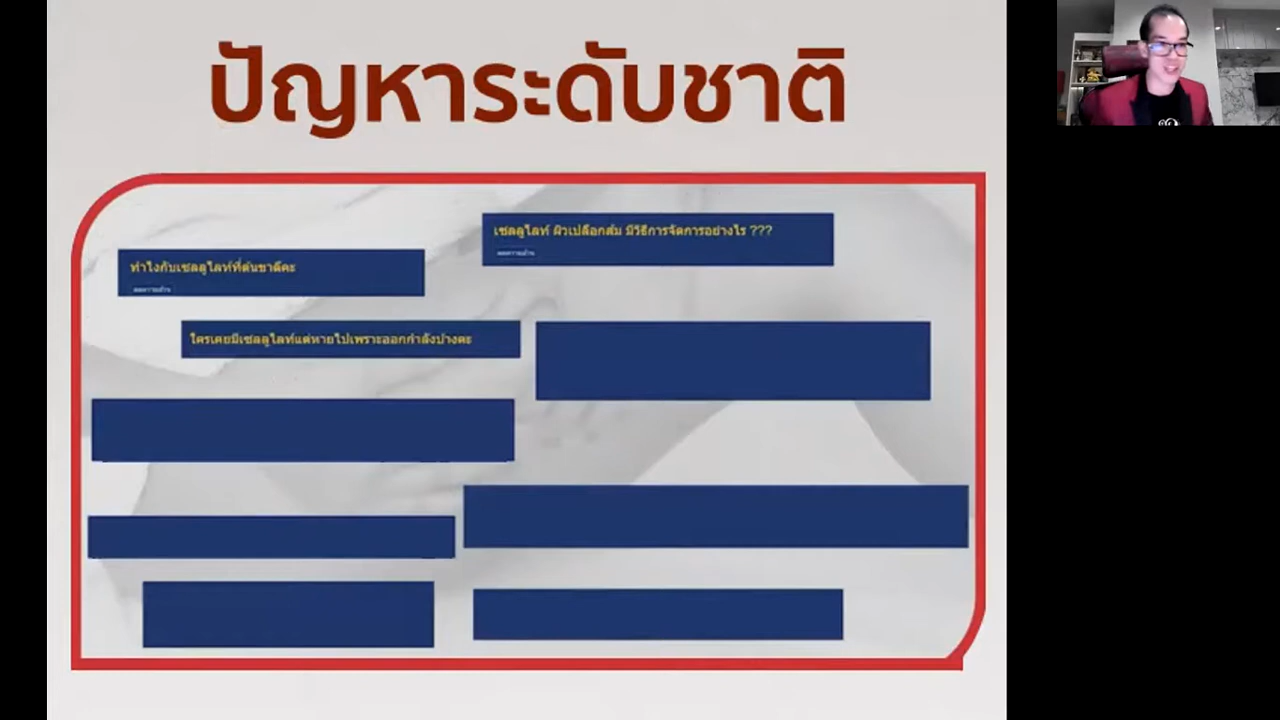 ปัญหาระดับชาติ
เซลลูไลท์ ผิวเปลือกส้ม มีวิธีการจัดการอย่างไร ???
ทำไงกับเซลลูไลท์ที่ต้นขาดีคะ
ใครเคยมีเซลลูไลท์แต่หายไปเพราะออกกำลังบ้างคะ